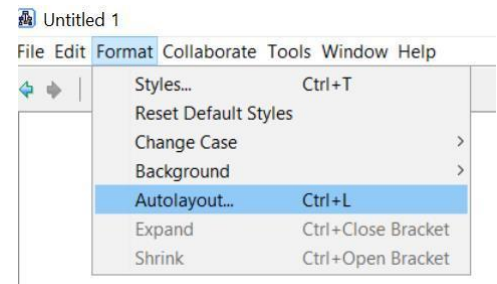 Untitled 1
File Edit Format Collaborate Tools Window Help
Styles... Ctrl+T
Reset Default Styles
Change Case
Background
Autolayout... Ctrl+L
Expand Ctrl+Close Bracket
Shrink Ctrl+Open Bracket